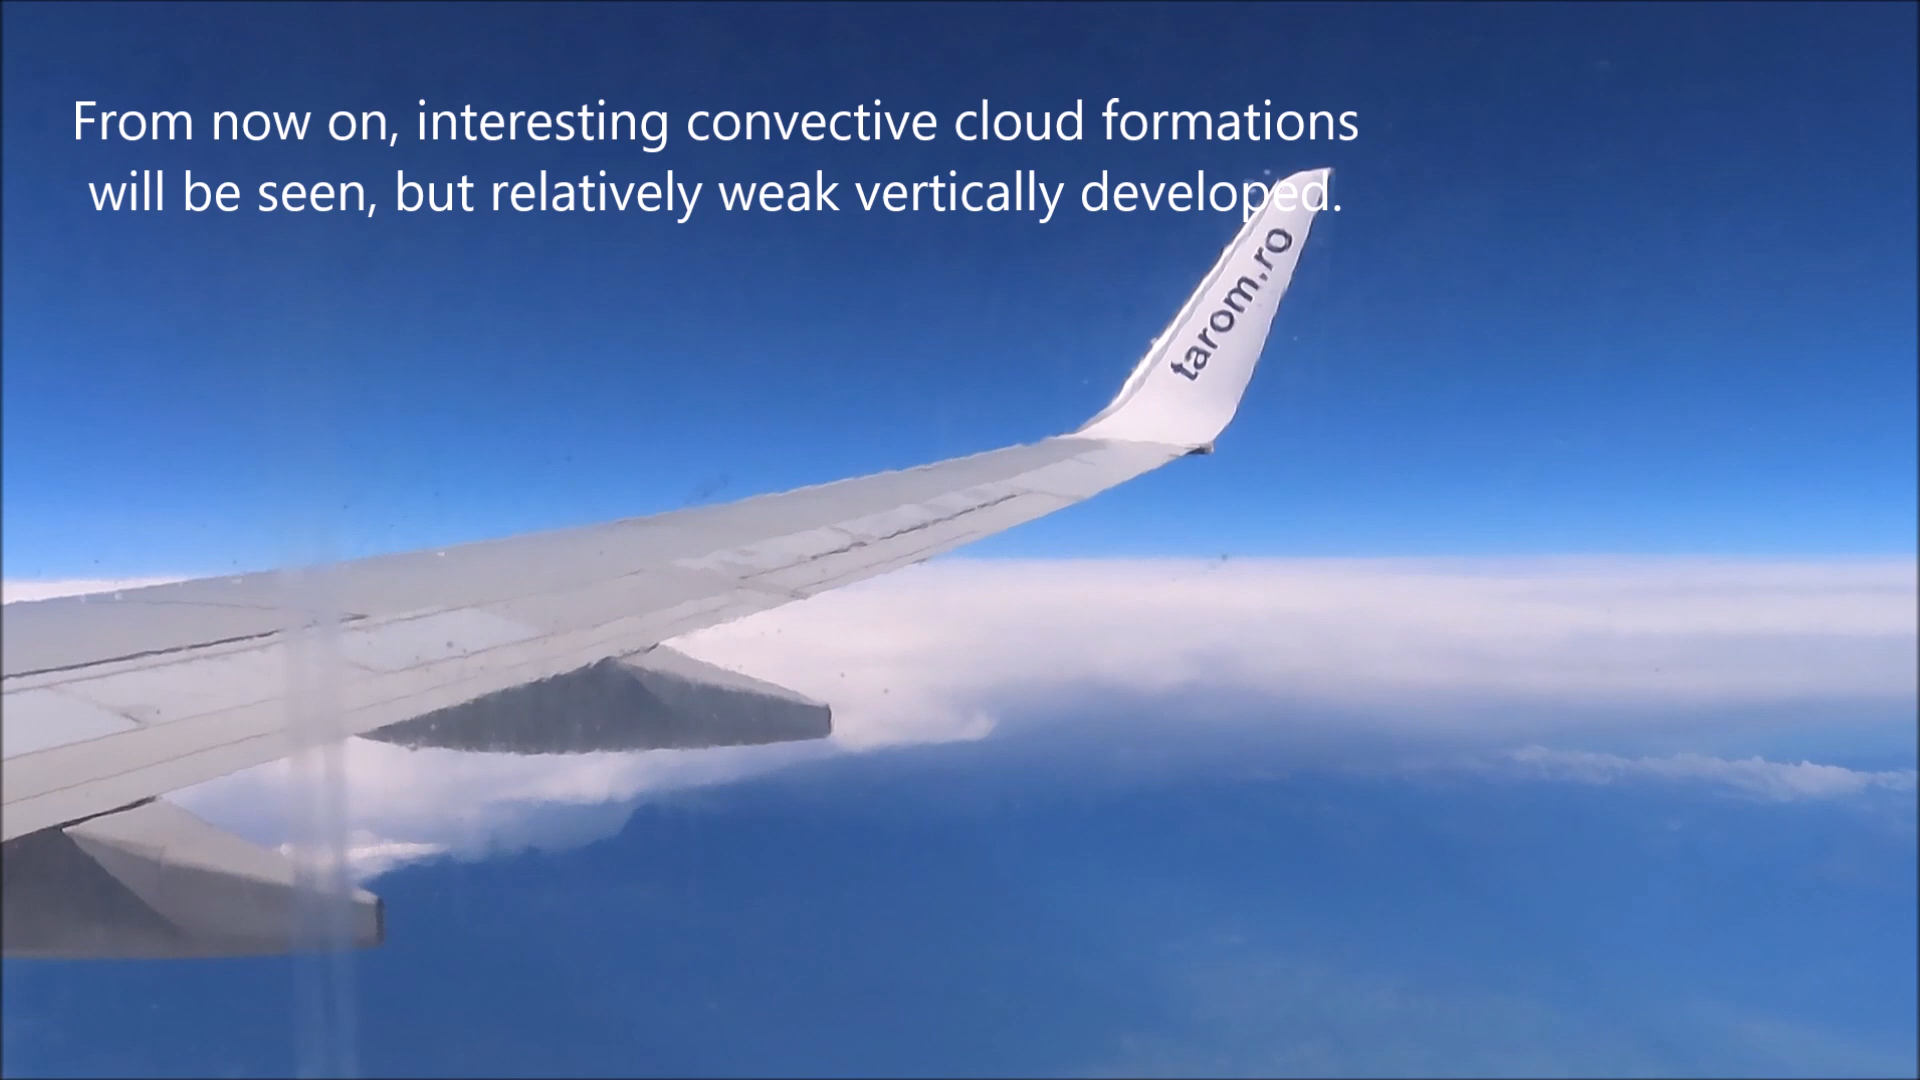 From now on, interesting convective cloud formations
will be seen, but relatively weak vertically developed.
tarom.ro